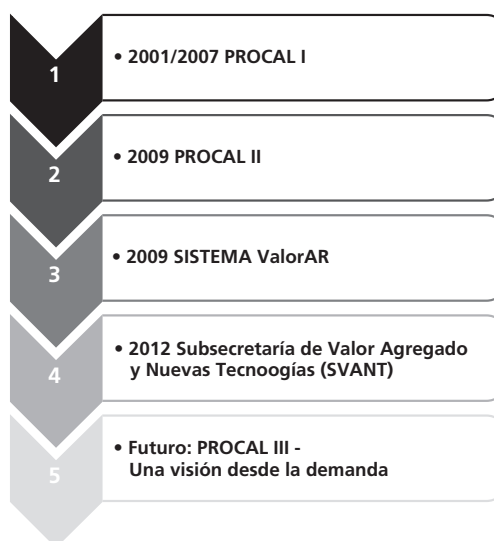 1
• 2001/2007 PROCAL I
2
• 2009 PROCAL II
3
• 2009 SISTEMA ValorAR
4
• 2012 Subsecretaría de Valor Agregado
y Nuevas Tecnoogías (SVANT)
5
• Futuro: PROCAL III -
Una visión desde la demanda